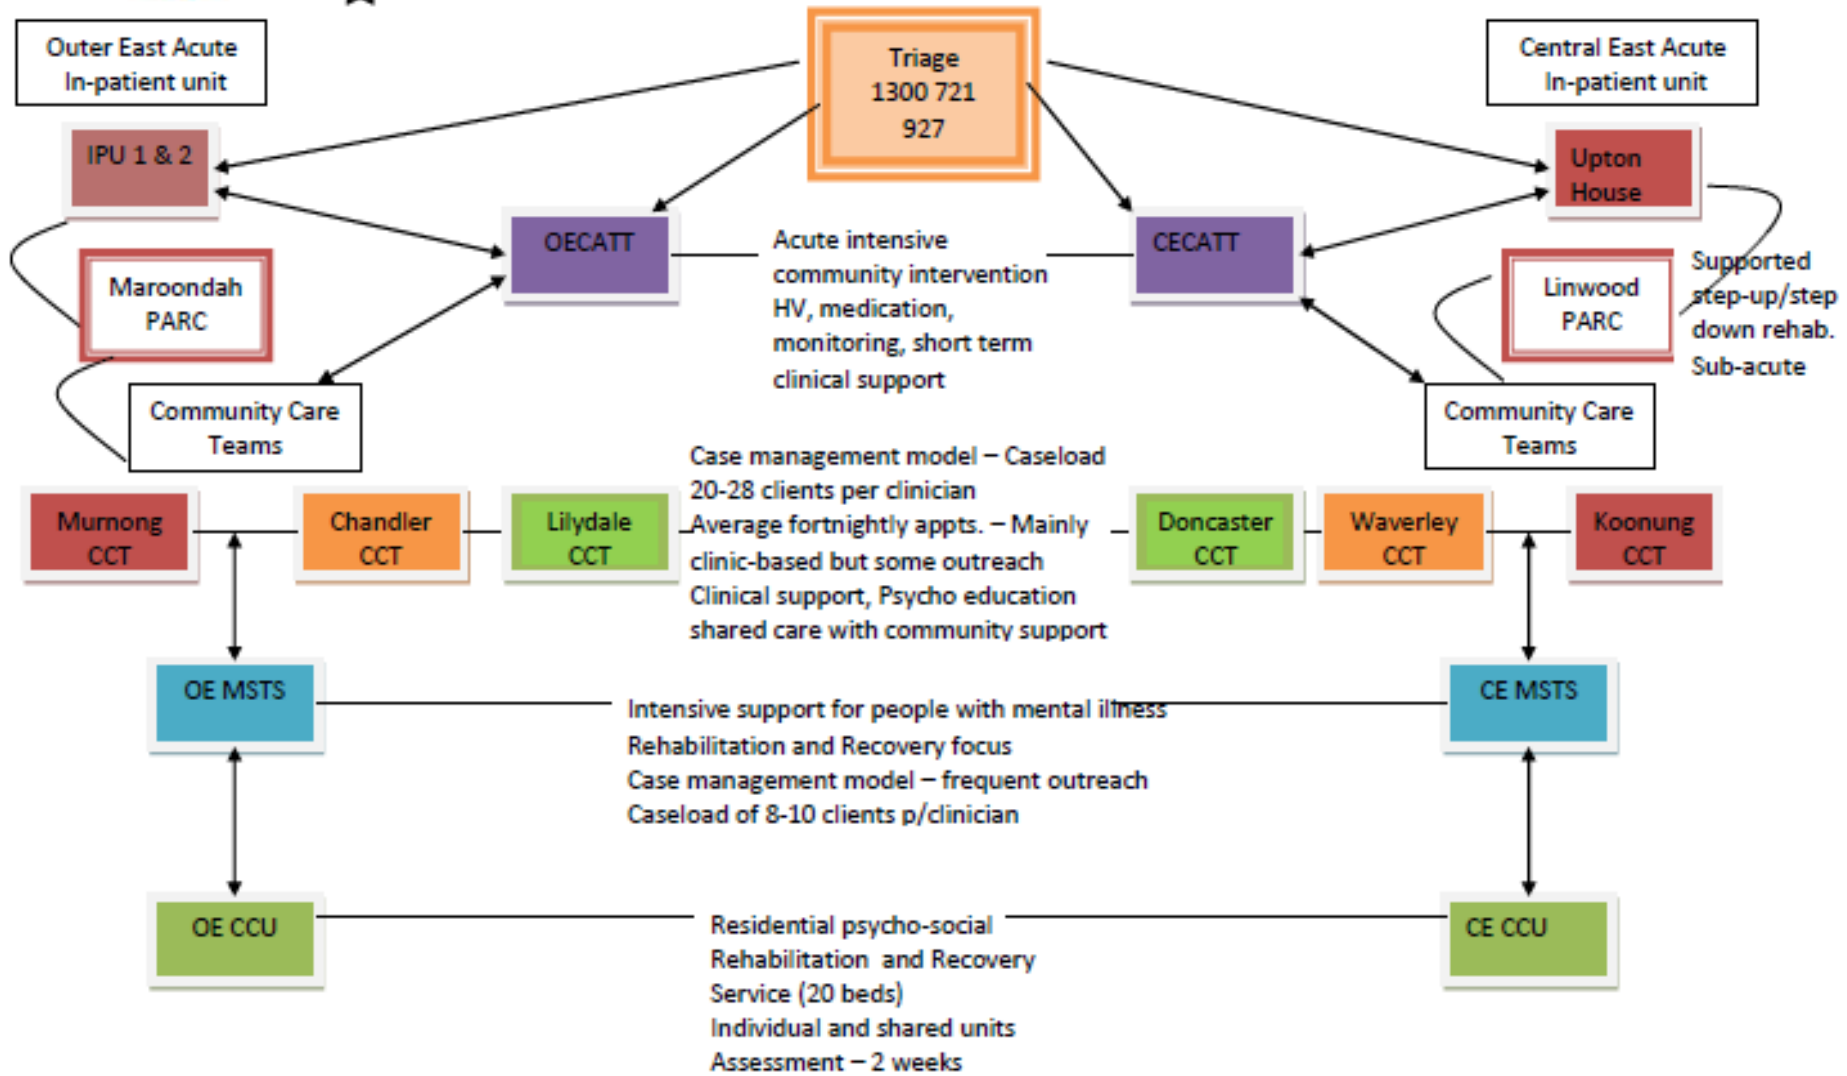 Outer East Acute
In-patient unit
Triage
1300 721
927
Central East Acute
In-patient unit
IPU 1 & 2
Upton
House
OECATT
Acute intensive
community intervention
HV, medication,
monitoring, short term
clinical support
CECATT
Maroondah
PARC
Linwood
PARC
Supported
step-up/step
down rehab.
Sub-acute
Community Care
Teams
Community Care
Teams
Case management model – Caseload
20-28 clients per clinician
Average fortnightly appts. – Mainly
clinic-based but some outreach
Clinical support, Psycho education
shared care with community support
Murnong
CCT
Chandler
CCT
Lilydale
CCT
Doncaster
CCT
Waverley
CCT
Koonung
CCT
OE MSTS
Intensive support for people with mental illness
Rehabilitation and Recovery focus
Case management model – frequent outreach
Caseload of 8-10 clients p/clinician
CE MSTS
OE CCU
Residential psycho-social
Rehabilitation and Recovery
Service (20 beds)
Individual and shared units
Assessment – 2 weeks
CE CCU